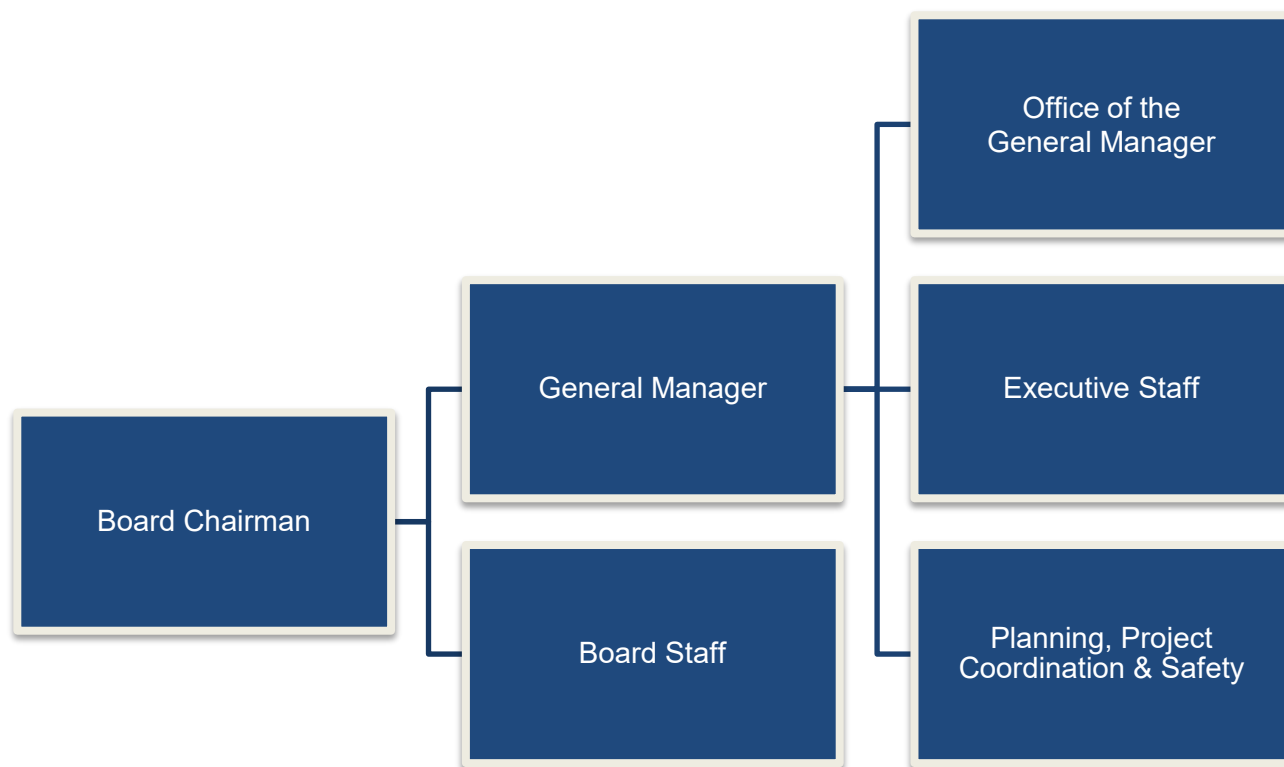 Office of the
General Manager
General Manager
Executive Staff
Board Chairman
Board Staff
Planning, Project
Coordination & Safety